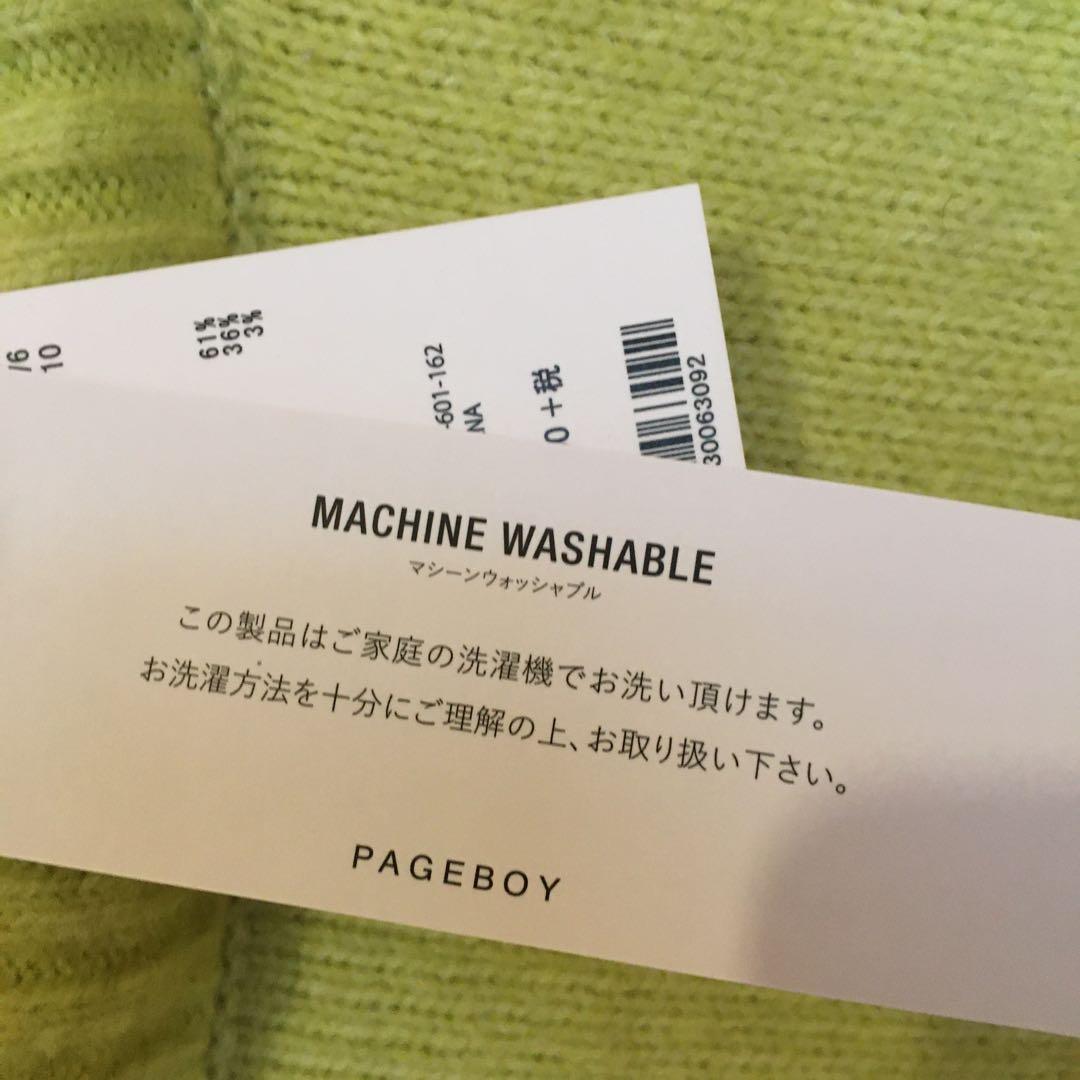 /6
10
61%
36%
3%
-601-162
NA
0+税
30063092
MACHINE WASHABLE
マシーンウォッシャブル
この製品はご家庭の洗濯機でお洗い頂けます。
お洗濯方法を十分にご理解の上、お取り扱い下さい。
PAGEBOY